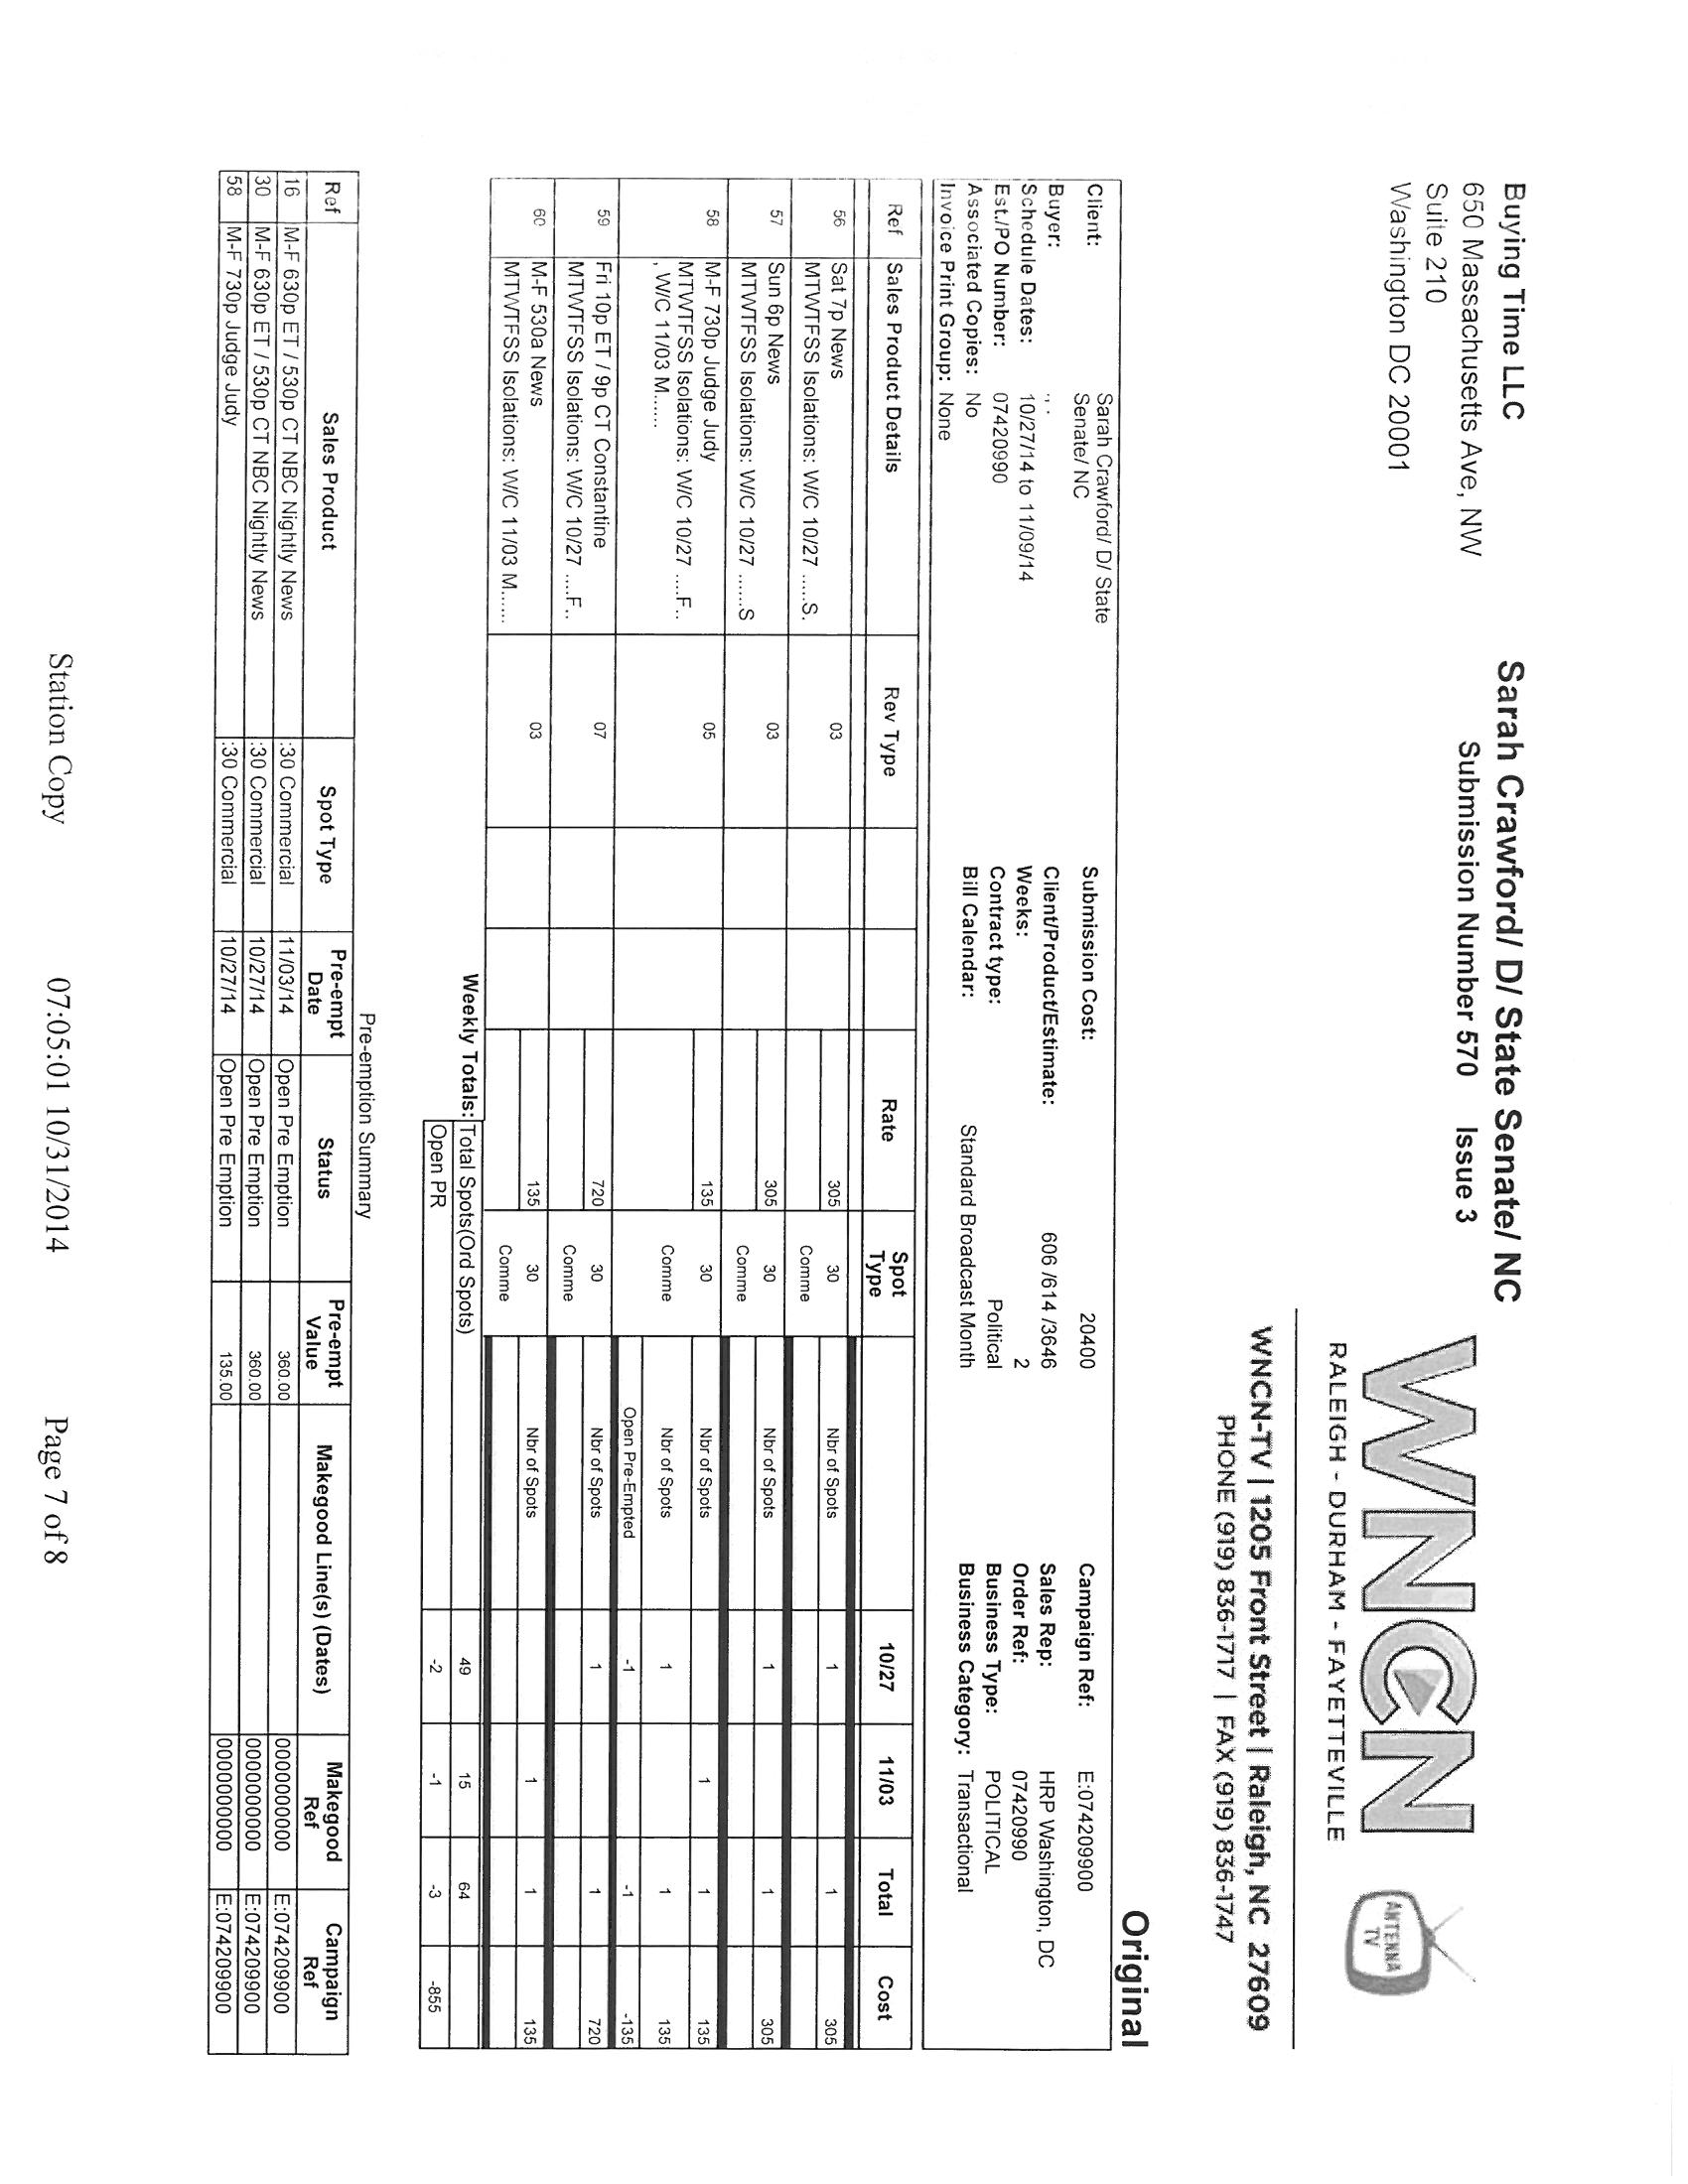 Buying Time LLC
650 Massachusetts Ave, NW
Suite 210
Washington DC 20001
Sarah Crawford/ D/ State Senate/ NC
Submission Number 570 Issue 3
WNCN
RALEIGH - DURHAM - FAYETTEVILLE
ANTENNA TV
WNCN-TV | 1205 Front Street | Raleigh, NC 27609
PHONE (919) 836-1717 | FAX (919) 836-1747
Original
Client: Sarah Crawford/ D/ State Senate/ NC Submission Cost: 20400 Campaign Ref: E:074209900
Buyer: , . Client/Product/Estimate: 606 /614 /3646 Sales Rep: HRP Washington, DC
Schedule Dates: 10/27/14 to 11/09/14 Weeks: 2 Order Ref: 07420990
Est./PO Number: 07420990 Contract type: Political Business Type: POLITICAL
Associated Copies: No Bill Calendar: Standard Broadcast Month Business Category: Transactional
Invoice Print Group: None
Ref Sales Product Details Rev Type Rate Spot Type 10/27 11/03 Total Cost
56 Sat 7p News 03 305 30 Nbr of Spots 1 1 305
MTWTFSS Isolations: W/C 10/27 .....S. Comme
57 Sun 6p News 03 305 30 Nbr of Spots 1 1 305
MTWTFSS Isolations: W/C 10/27 ......S Comme
58 M-F 730p Judge Judy 05 135 30 Nbr of Spots 1 1 135
MTWTFSS Isolations: W/C 10/27 ....F.. Comme Nbr of Spots 1 1 135
, W/C 11/03 M...... Open Pre-Empted -1 -1 -135
59 Fri 10p ET / 9p CT Constantine 07 720 30 Nbr of Spots 1 1 720
MTWTFSS Isolations: W/C 10/27 ....F.. Comme
60 M-F 530a News 03 135 30 Nbr of Spots 1 1 135
MTWTFSS Isolations: W/C 11/03 M...... Comme
Weekly Totals: Total Spots(Ord Spots) 49 15 64
Open PR -2 -1 -3 -855
Pre-emption Summary
Ref Sales Product Spot Type Pre-empt Date Status Pre-empt Value Makegood Line(s) (Dates) Makegood Ref Campaign Ref
16 M-F 630p ET / 530p CT NBC Nightly News :30 Commercial 11/03/14 Open Pre Emption 360.00 0000000000 E:074209900
30 M-F 630p ET / 530p CT NBC Nightly News :30 Commercial 10/27/14 Open Pre Emption 360.00 0000000000 E:074209900
58 M-F 730p Judge Judy :30 Commercial 10/27/14 Open Pre Emption 135.00 0000000000 E:074209900
Station Copy 07:05:01 10/31/2014 Page 7 of 8